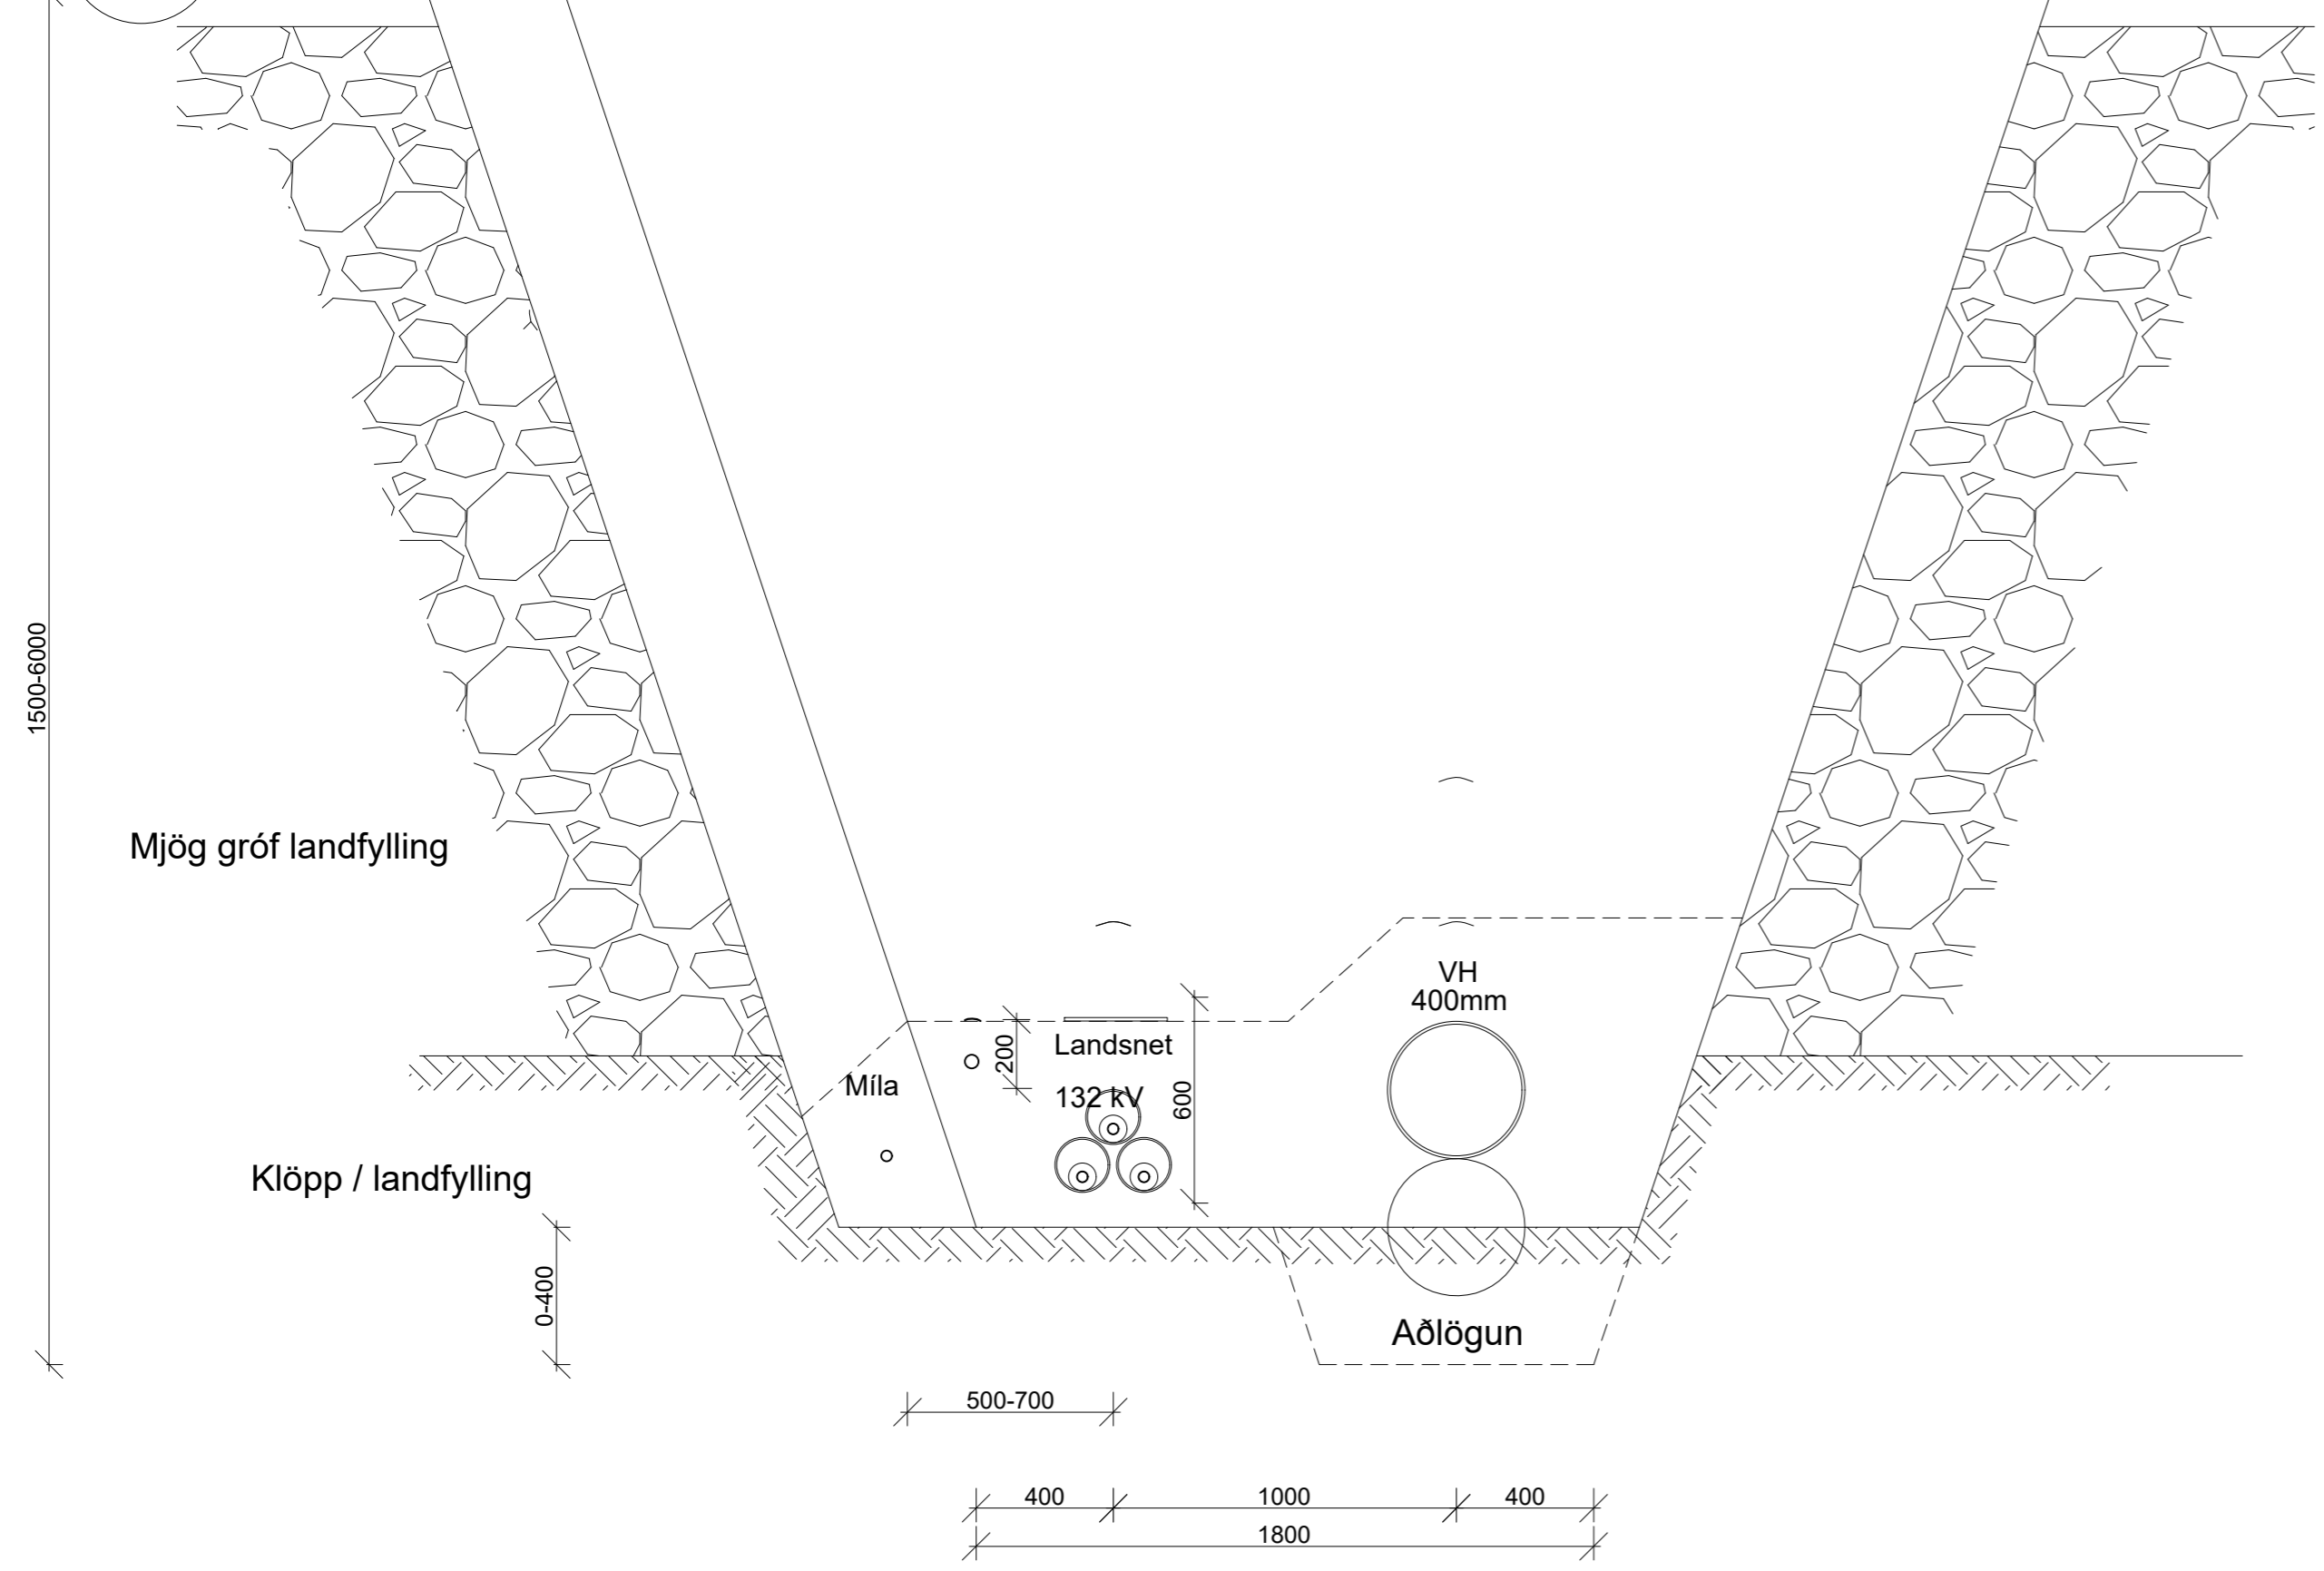 1500-6000
Mjög gróf landfylling
VH
400mm
200
Landsnet
Míla
132 kV
600
Klöpp / landfylling
0-400
Aðlögun
500-700
400
1000
400
1800